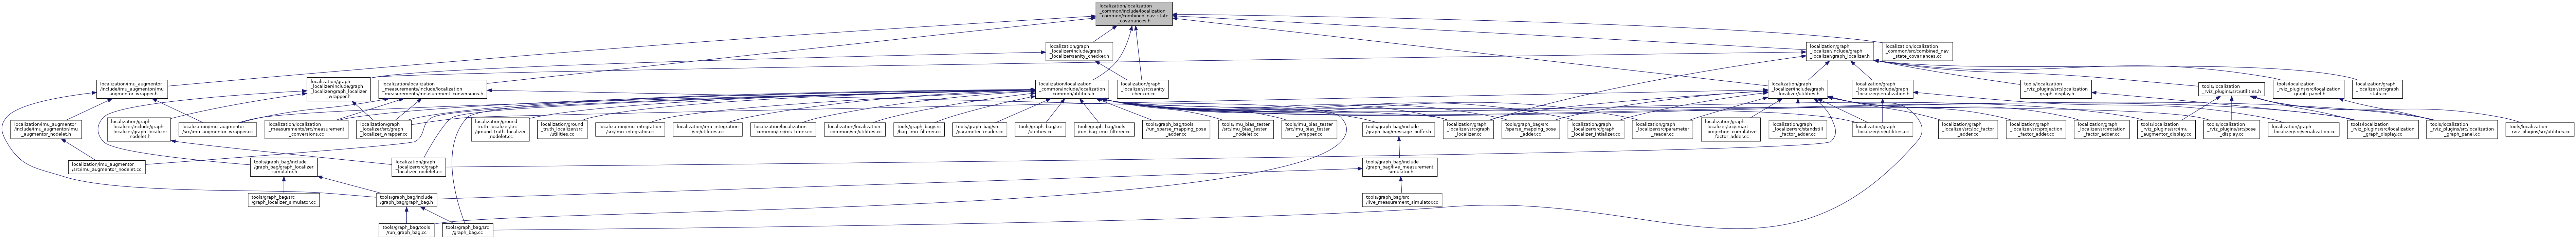 localization/localization
_common/include/localization
_common/combined_nav_state
_covariances.h
localization/graph
_localizer/include/graph
_localizer/sanity_checker.h
localization/graph
_localizer/include/graph
_localizer/graph_localizer.h
localization/localization
_common/src/combined_nav
_state_covariances.cc
localization/imu_augmentor
/include/imu_augmentor/imu
_augmentor_wrapper.h
localization/graph
_localizer/include/graph
_localizer/graph_localizer
_wrapper.h
localization/localization
_measurements/include/localization
_measurements/measurement_conversions.h
localization/localization
_common/include/localization
_common/utilities.h
localization/graph
_localizer/src/sanity
_checker.cc
localization/graph
_localizer/include/graph
_localizer/utilities.h
localization/graph
_localizer/include/graph
_localizer/serialization.h
tools/localization
_rviz_plugins/src/localization
_graph_display.h
tools/localization
_rviz_plugins/src/utilities.h
tools/localization
_rviz_plugins/src/localization
_graph_panel.h
localization/graph
_localizer/src/graph
_stats.cc
localization/imu_augmentor
/include/imu_augmentor/imu
_augmentor_nodelet.h
localization/graph
_localizer/include/graph
_localizer/graph_localizer
_nodelet.h
localization/imu_augmentor
/src/imu_augmentor_wrapper.cc
localization/localization
_measurements/src/measurement
_conversions.cc
localization/graph
_localizer/src/graph
_localizer_wrapper.cc
localization/ground
_truth_localizer/src
/ground_truth_localizer
_nodelet.cc
localization/ground
_truth_localizer/src
/utilities.cc
localization/imu_integration
/src/imu_integrator.cc
localization/imu_integration
/src/utilities.cc
localization/localization
_common/src/ros_timer.cc
localization/localization
_common/src/utilities.cc
tools/graph_bag/src
/bag_imu_filterer.cc
tools/graph_bag/src
/parameter_reader.cc
tools/graph_bag/src
/utilities.cc
tools/graph_bag/tools
/run_bag_imu_filterer.cc
tools/graph_bag/tools
/run_sparse_mapping_pose
_adder.cc
tools/imu_bias_tester
/src/imu_bias_tester
_nodelet.cc
tools/imu_bias_tester
/src/imu_bias_tester
_wrapper.cc
tools/graph_bag/include
/graph_bag/message_buffer.h
localization/graph
_localizer/src/graph
_localizer.cc
tools/graph_bag/src
/sparse_mapping_pose
_adder.cc
localization/graph
_localizer/src/graph
_localizer_initializer.cc
localization/graph
_localizer/src/parameter
_reader.cc
localization/graph
_localizer/src/smart
_projection_cumulative
_factor_adder.cc
localization/graph
_localizer/src/standstill
_factor_adder.cc
localization/graph
_localizer/src/utilities.cc
localization/graph
_localizer/src/loc_factor
_adder.cc
localization/graph
_localizer/src/projection
_factor_adder.cc
localization/graph
_localizer/src/rotation
_factor_adder.cc
tools/localization
_rviz_plugins/src/imu
_augmentor_display.cc
tools/localization
_rviz_plugins/src/pose
_display.cc
localization/graph
_localizer/src/serialization.cc
tools/localization
_rviz_plugins/src/localization
_graph_display.cc
tools/localization
_rviz_plugins/src/localization
_graph_panel.cc
tools/localization
_rviz_plugins/src/utilities.cc
localization/imu_augmentor
/src/imu_augmentor_nodelet.cc
tools/graph_bag/include
/graph_bag/graph_localizer
_simulator.h
localization/graph
_localizer/src/graph
_localizer_nodelet.cc
tools/graph_bag/include
/graph_bag/live_measurement
_simulator.h
tools/graph_bag/src
/graph_localizer_simulator.cc
tools/graph_bag/include
/graph_bag/graph_bag.h
tools/graph_bag/src
/live_measurement_simulator.cc
tools/graph_bag/tools
/run_graph_bag.cc
tools/graph_bag/src
/graph_bag.cc